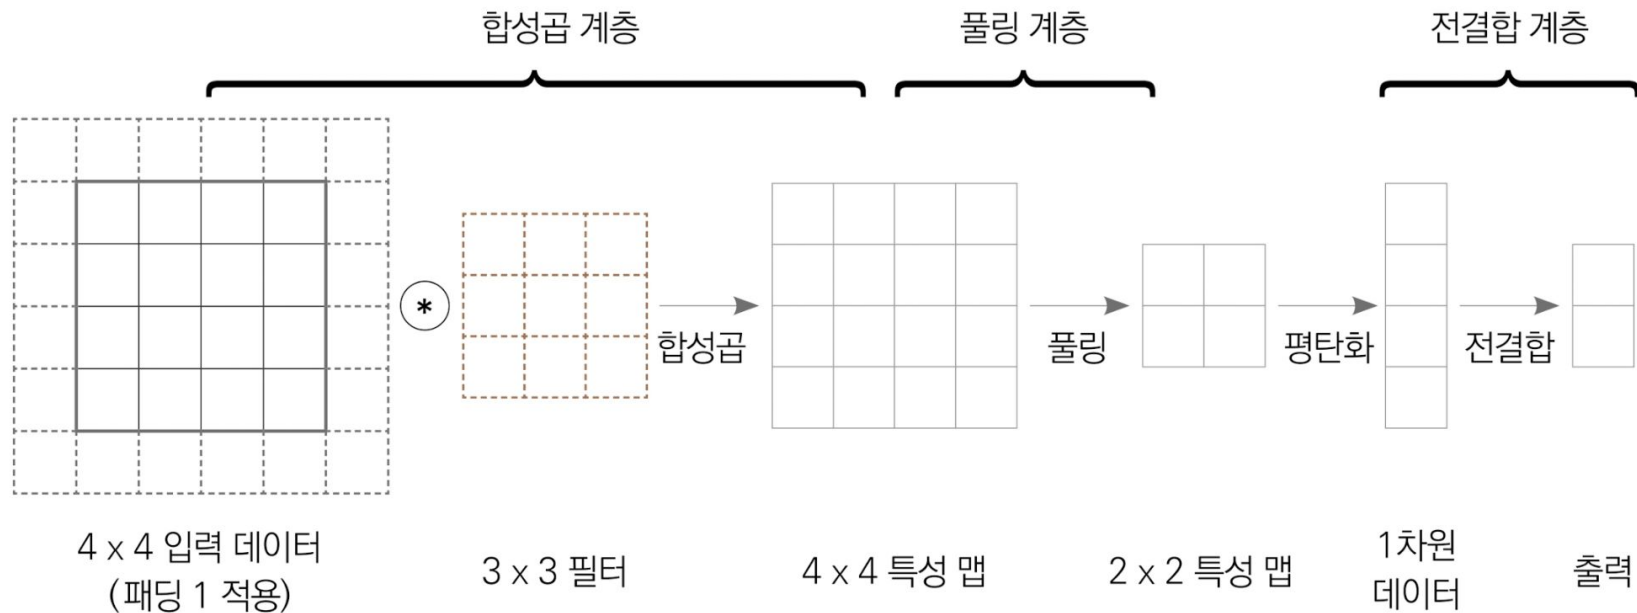 합성곱 계층
풀링 계층
전결합 계층
*
합성곱
풀링
평탄화
전결합
4 x 4 입력 데이터
(패딩 1 적용)
3 x 3 필터
4 x 4 특성 맵
2 x 2 특성 맵
1차원
데이터
출력